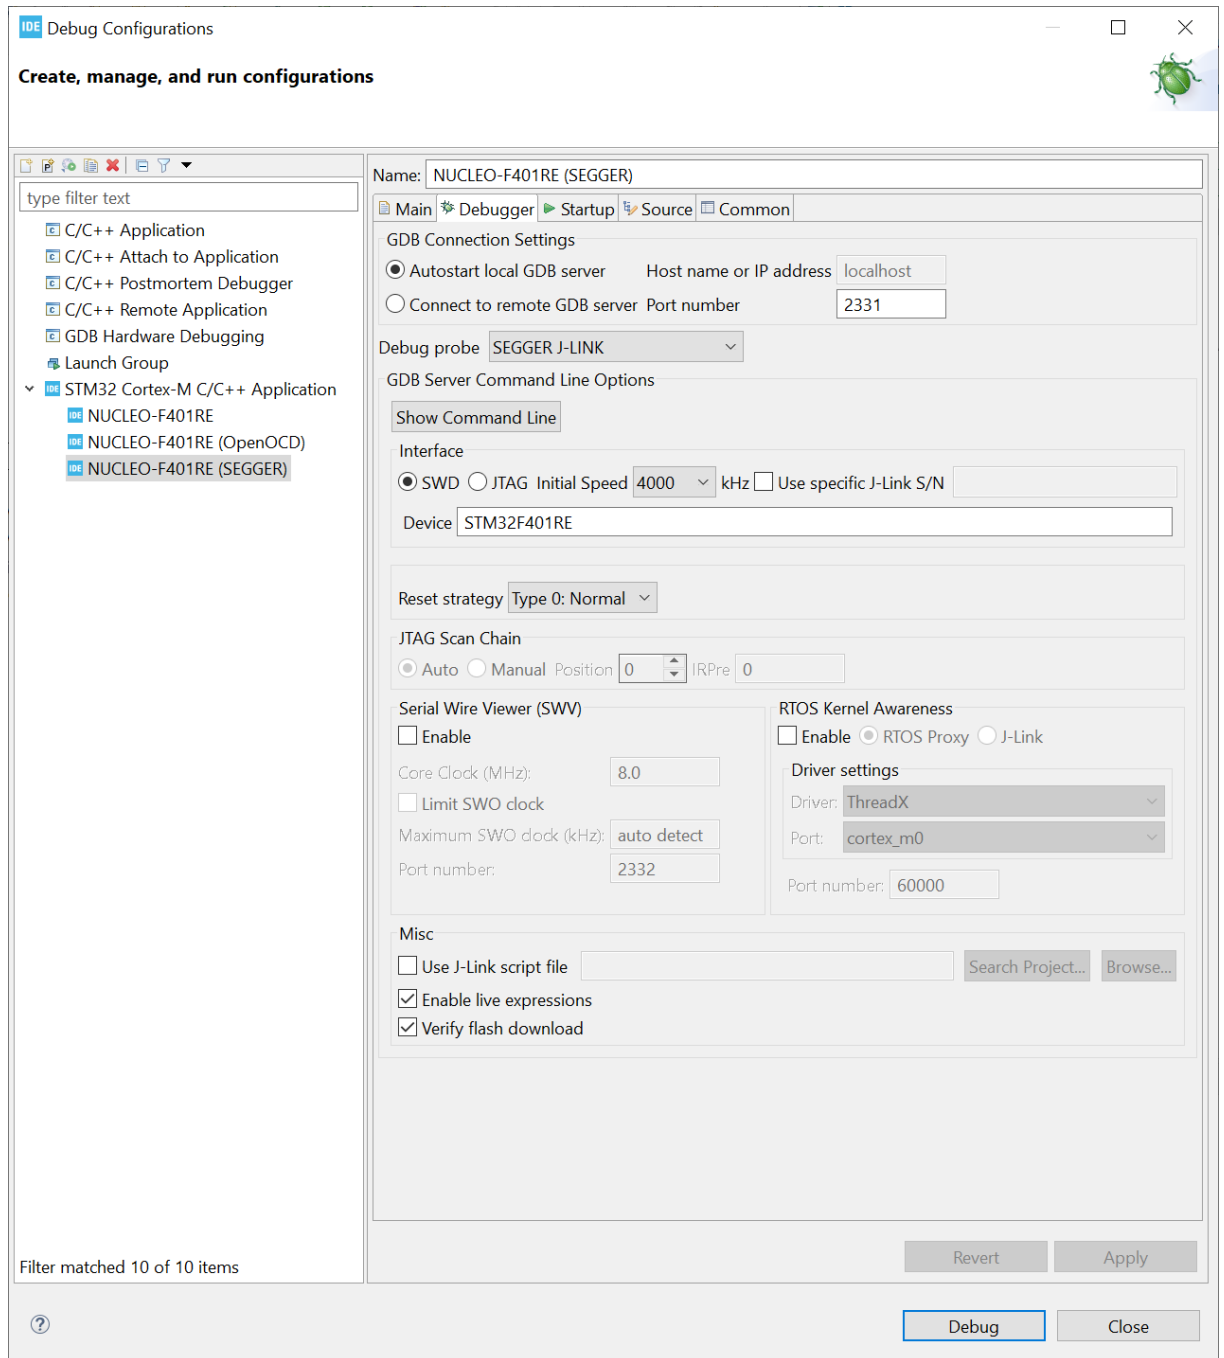 IDE Debug Configurations
Create, manage, and run configurations
type filter text
C/C++ Application
C/C++ Attach to Application
C/C++ Postmortem Debugger
C/C++ Remote Application
GDB Hardware Debugging
Launch Group
IDE STM32 Cortex-M C/C++ Application
IDE NUCLEO-F401RE
IDE NUCLEO-F401RE (OpenOCD)
IDE NUCLEO-F401RE (SEGGER)
Filter matched 10 of 10 items
Name: NUCLEO-F401RE (SEGGER)
Main Debugger Startup Source Common
GDB Connection Settings
Autostart local GDB server Host name or IP address localhost
Connect to remote GDB server Port number 2331
Debug probe SEGGER J-LINK
GDB Server Command Line Options
Show Command Line
Interface
SWD JTAG Initial Speed 4000 kHz Use specific J-Link S/N
Device STM32F401RE
Reset strategy Type 0: Normal
JTAG Scan Chain
Auto Manual Position 0 IRPre 0
Serial Wire Viewer (SWV)
Enable
Core Clock (MHz): 8.0
Limit SWO clock
Maximum SWO clock (kHz): auto detect
Port number: 2332
RTOS Kernel Awareness
Enable RTOS Proxy J-Link
Driver settings
Driver: ThreadX
Port: cortex_m0
Port number: 60000
Misc
Use J-Link script file Search Project... Browse...
Enable live expressions
Verify flash download
Revert Apply
? Debug Close